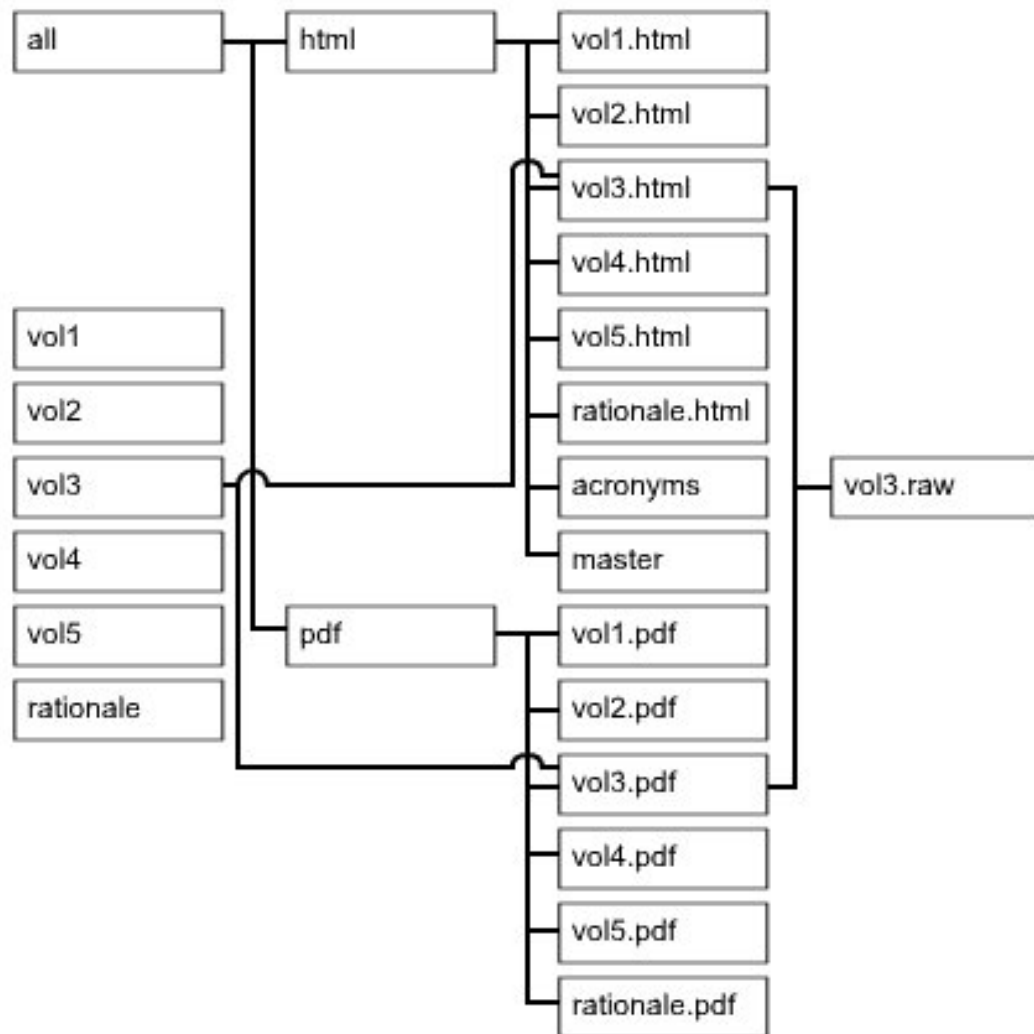 all
html
vol1.html
vol2.html
vol3.html
vol4.html
vol1
vol5.html
vol2
rationale.html
vol3
acronyms
vol3.raw
vol4
master
vol5
pdf
vol1.pdf
rationale
vol2.pdf
vol3.pdf
vol4.pdf
vol5.pdf
rationale.pdf